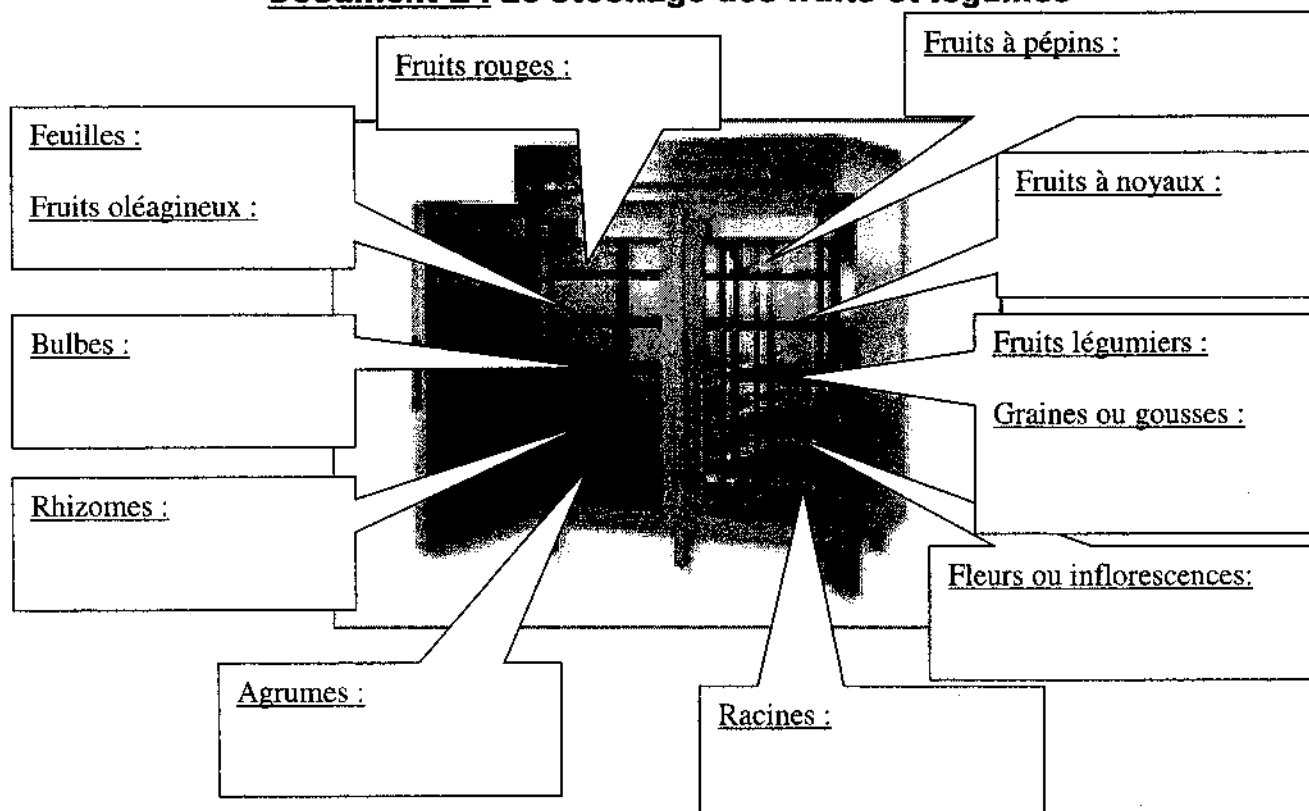 Fruits rouges :
Fruits à pépins :
Feuilles :
Fruits oléagineux :
Fruits à noyaux :
Bulbes :
Fruits légumiers :
Graines ou gousses :
Rhizomes :
Fleurs ou inflorescences:
Agrumes :
Racines :